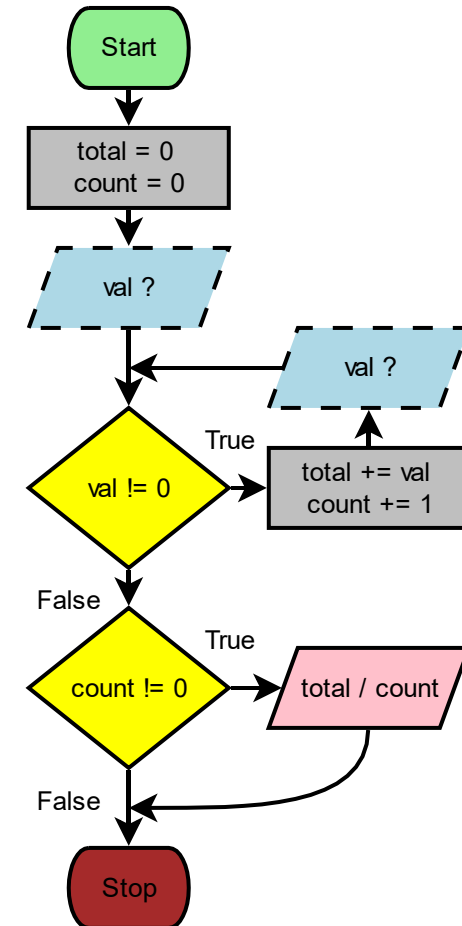 Start
total = 0
count = 0
val ?
val ?
True
val != 0
total += val
count += 1
False
True
count != 0
total / count
False
Stop